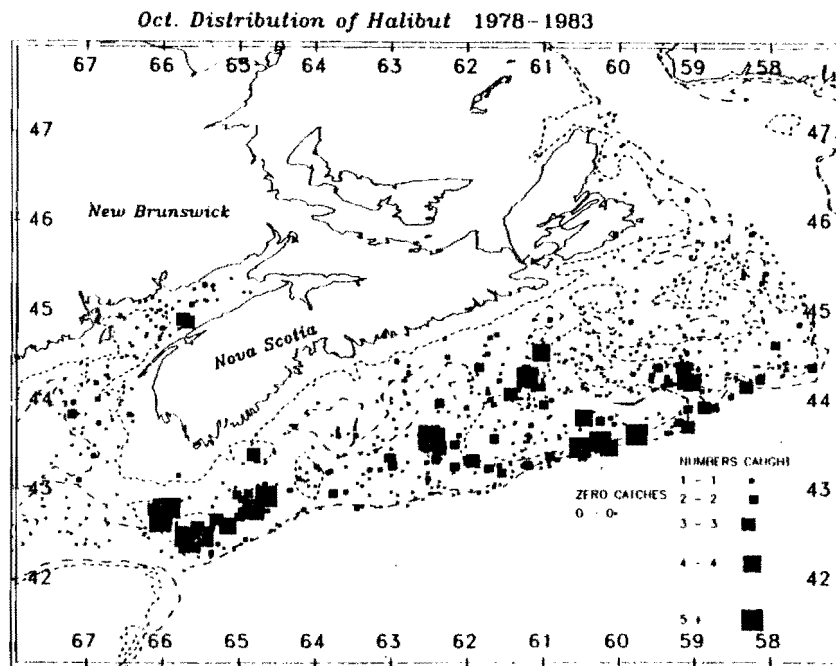 Oct. Distribution of Halibut 1978-1983
67 66 65 64 63 62 61 60 59 58
47 47
New Brunswick
46 46
45 45
Nova Scotia
44 44
NUMBERS CAUGHT
43
1 - 1
ZERO CATCHES
2 - 2
0 - 0
3 - 3
42 4 - 4 42
5 +
67 66 65 64 63 62 61 60 59 58